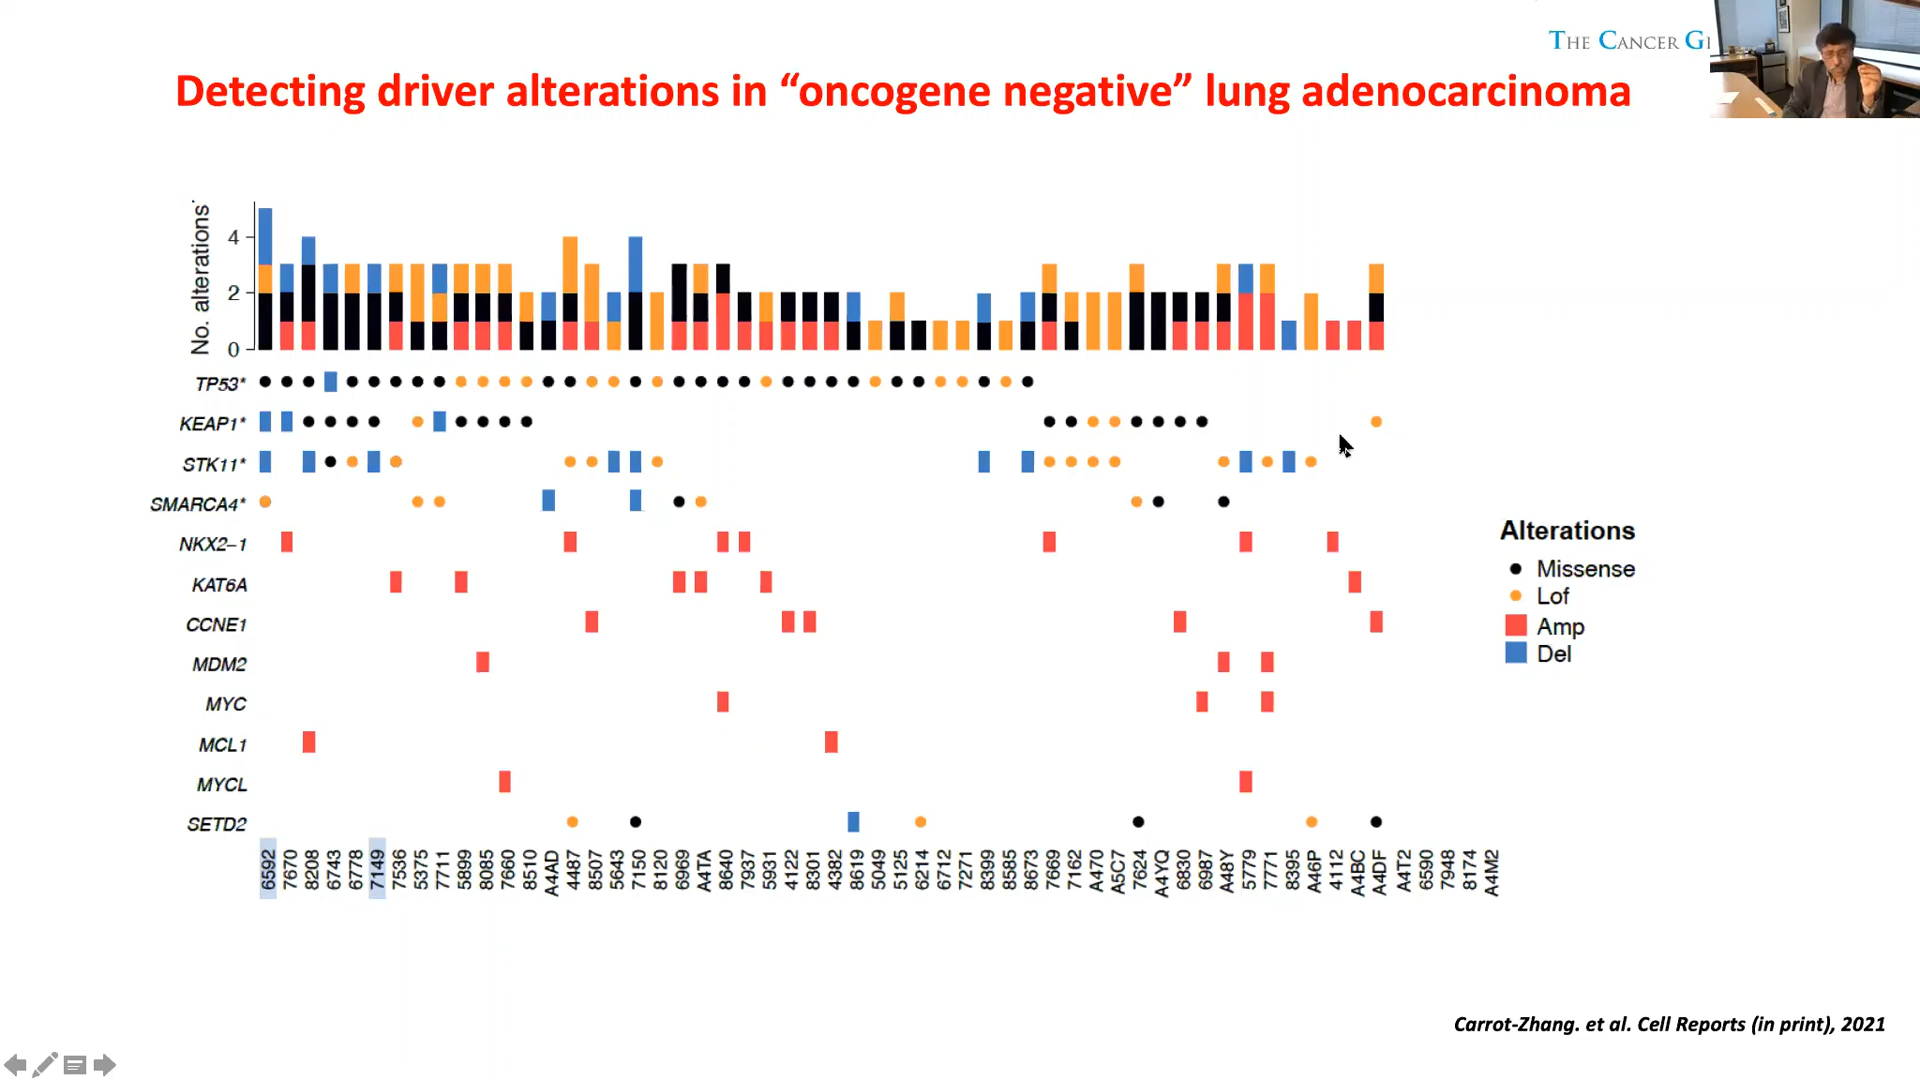 THE CANCER G
Detecting driver alterations in “oncogene negative” lung adenocarcinoma
No. alterations
4
2
0
TP53*
KEAP1*
STK11*
SMARCA4*
NKX2–1
KAT6A
CCNE1
MDM2
MYC
MCL1
MYCL
SETD2
Alterations
Missense
Lof
Amp
Del
6592 7670 8208 6743 6778 7149 7536 5375 7711 5899 8085 7660 8510 A4AD 4487 8507 5643 7150 8120 6969 A4TA 8640 7937 5931 4122 8301 4382 8619 5049 5125 6214 6712 7271 8399 8585 8673 7669 7162 A470 A5C7 7624 A4YQ 6830 6987 A48Y 5779 7771 8395 A46P 4112 A4BC A4DF A4T2 6590 7948 8174 A4M2
Carrot-Zhang. et al. Cell Reports (in print), 2021